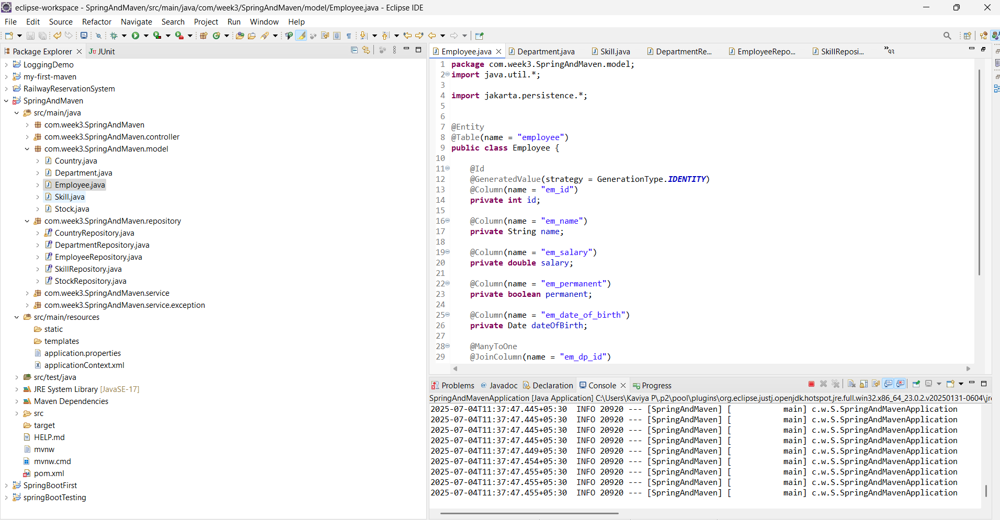 eclipse-workspace - SpringAndMaven/src/main/java/com/week3/SpringAndMaven/model/Employee.java - Eclipse IDE
File Edit Source Refactor Navigate Search Project Run Window Help
Package Explorer
JUnit
LoggingDemo
my-first-maven
RailwayReservationSystem
SpringAndMaven
src/main/java
com.week3.SpringAndMaven
com.week3.SpringAndMaven.controller
com.week3.SpringAndMaven.model
Country.java
Department.java
Employee.java
Skill.java
Stock.java
com.week3.SpringAndMaven.repository
CountryRepository.java
DepartmentRepository.java
EmployeeRepository.java
SkillRepository.java
StockRepository.java
com.week3.SpringAndMaven.service
com.week3.SpringAndMaven.service.exception
src/main/resources
static
templates
application.properties
applicationContext.xml
src/test/java
JRE System Library [JavaSE-17]
Maven Dependencies
src
target
HELP.md
mvnw
mvnw.cmd
pom.xml
SpringBootFirst
springBootTesting
Employee.java Department.java Skill.java DepartmentRe... EmployeeRepo... SkillReposi... »93
1 package com.week3.SpringAndMaven.model;
2 import java.util.*;
3
4 import jakarta.persistence.*;
5
6
7 @Entity
8 @Table(name = "employee")
9 public class Employee {
10
11 @Id
12 @GeneratedValue(strategy = GenerationType.IDENTITY)
13 @Column(name = "em_id")
14 private int id;
15
16 @Column(name = "em_name")
17 private String name;
18
19 @Column(name = "em_salary")
20 private double salary;
21
22 @Column(name = "em_permanent")
23 private boolean permanent;
24
25 @Column(name = "em_date_of_birth")
26 private Date dateOfBirth;
27
28 @ManyToOne
29 @JoinColumn(name = "em_dp_id")
Problems @ Javadoc Declaration Console Progress
SpringAndMavenApplication [Java Application] C:\Users\Kaviya P\.p2\pool\plugins\org.eclipse.justj.openjdk.hotspot.jre.full.win32.x86_64_23.0.2.v20250131-0604\jre
2025-07-04T11:37:47.445+05:30 INFO 20920 --- [SpringAndMaven] [ main] c.w.S.SpringAndMavenApplication
2025-07-04T11:37:47.445+05:30 INFO 20920 --- [SpringAndMaven] [ main] c.w.S.SpringAndMavenApplication
2025-07-04T11:37:47.445+05:30 INFO 20920 --- [SpringAndMaven] [ main] c.w.S.SpringAndMavenApplication
2025-07-04T11:37:47.445+05:30 INFO 20920 --- [SpringAndMaven] [ main] c.w.S.SpringAndMavenApplication
2025-07-04T11:37:47.449+05:30 INFO 20920 --- [SpringAndMaven] [ main] c.w.S.SpringAndMavenApplication
2025-07-04T11:37:47.454+05:30 INFO 20920 --- [SpringAndMaven] [ main] c.w.S.SpringAndMavenApplication
2025-07-04T11:37:47.455+05:30 INFO 20920 --- [SpringAndMaven] [ main] c.w.S.SpringAndMavenApplication
2025-07-04T11:37:47.455+05:30 INFO 20920 --- [SpringAndMaven] [ main] c.w.S.SpringAndMavenApplication
2025-07-04T11:37:47.455+05:30 INFO 20920 --- [SpringAndMaven] [ main] c.w.S.SpringAndMavenApplication